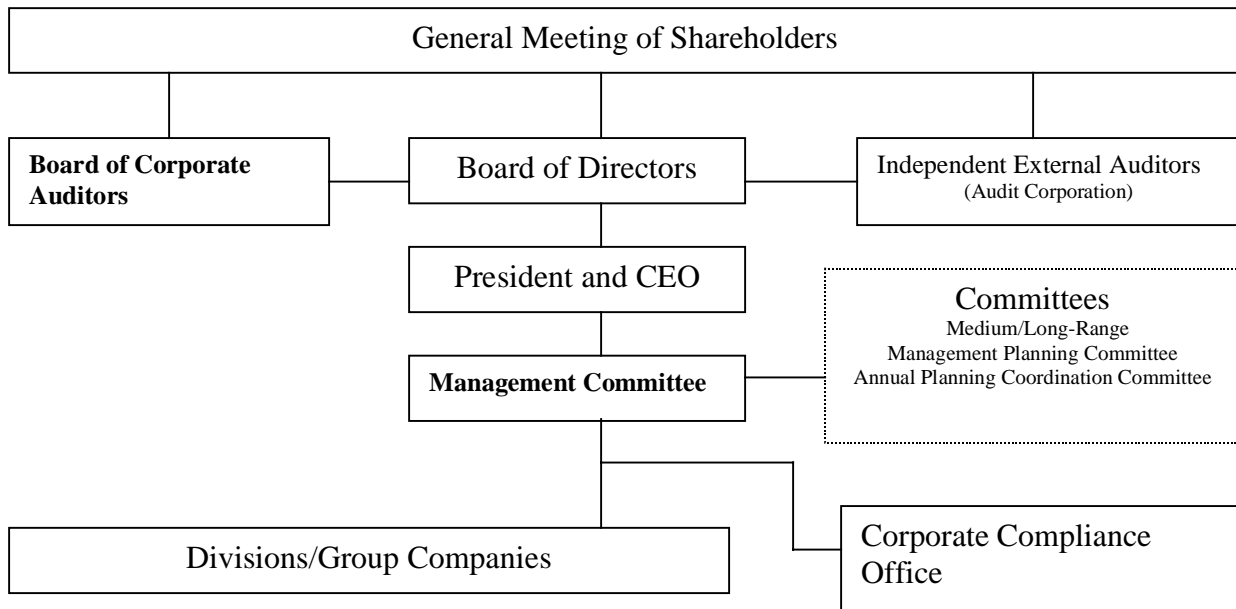 General Meeting of Shareholders
Board of Corporate
Auditors
Board of Directors
Independent External Auditors
(Audit Corporation)
President and CEO
Committees
Medium/Long-Range
Management Planning Committee
Annual Planning Coordination Committee
Management Committee
Divisions/Group Companies
Corporate Compliance
Office